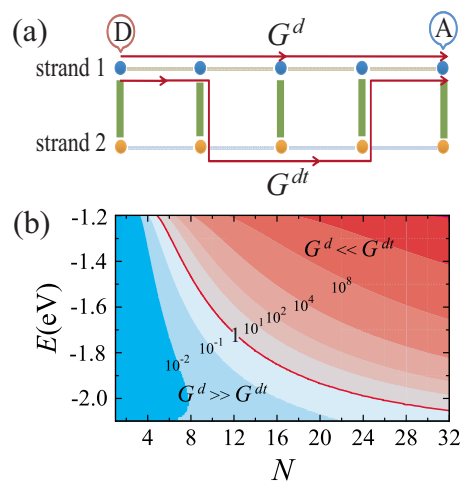 (a)
D
G^d
A
strand 1
strand 2
G^dt
(b)
-1.2
-1.4
-1.6
-1.8
-2.0
E(eV)
G^d << G^dt
10^-2 10^-1 1 10^1 10^2 10^4 10^8
G^d >> G^dt
4 8 12 16 20 24 28 32
N